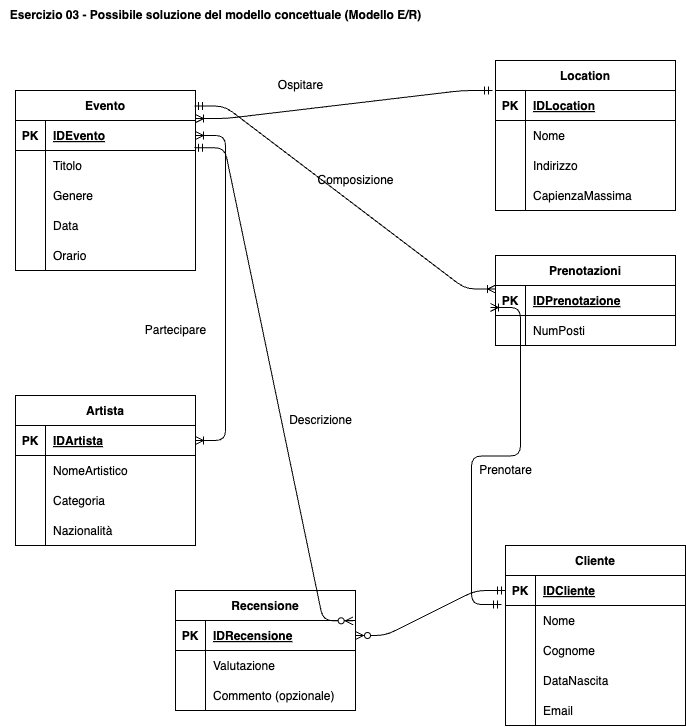 Esercizio 03 - Possibile soluzione del modello concettuale (Modello E/R)
Ospitare
Location
PK IDLocation
Nome
Indirizzo
CapienzaMassima
Evento
PK IDEvento
Titolo
Genere
Data
Orario
Composizione
Prenotazioni
PK IDPrenotazione
NumPosti
Partecipare
Artista
PK IDArtista
NomeArtistico
Categoria
Nazionalità
Descrizione
Prenotare
Cliente
PK IDCliente
Nome
Cognome
DataNascita
Email
Recensione
PK IDRecensione
Valutazione
Commento (opzionale)